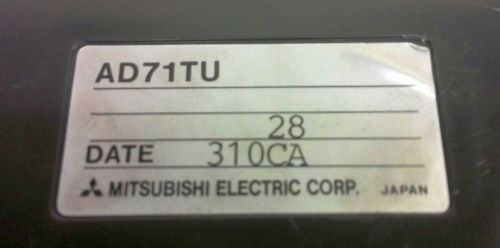 AD71TU
28
DATE 310CA
MITSUBISHI ELECTRIC CORP. JAPAN